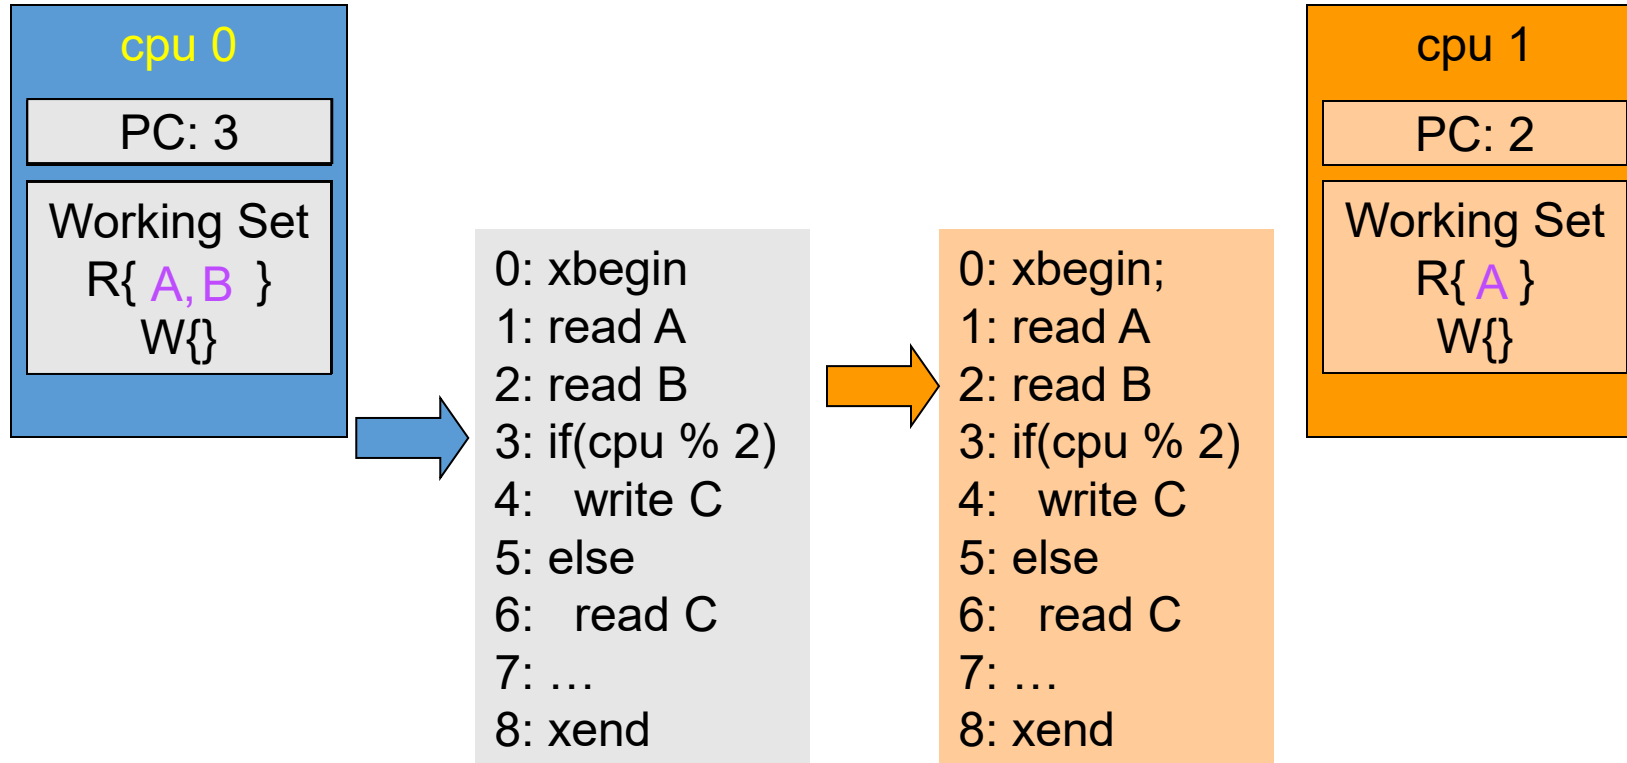 cpu 0
PC: 3
Working Set
R{ A, B }
W{}
0: xbegin
1: read A
2: read B
3: if(cpu % 2)
4: write C
5: else
6: read C
7: …
8: xend
0: xbegin;
1: read A
2: read B
3: if(cpu % 2)
4: write C
5: else
6: read C
7: …
8: xend
cpu 1
PC: 2
Working Set
R{ A }
W{}